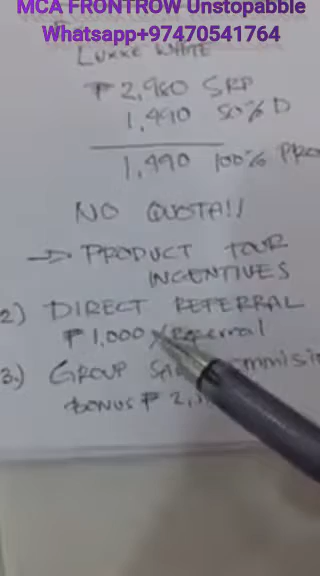 MCA FRONTROW Unstopabble
Whatsapp+97470541764
LUXXE WHITE
₱ 2,980 SRP
1,490 50% D
1,490 100% PRO
NO QUOTA!!
→ PRODUCT TOUR
INCENTIVES
2) DIRECT REFERRAL
₱ 1,000 / Referral
3.) GROUP
BONUS ₱ 2,